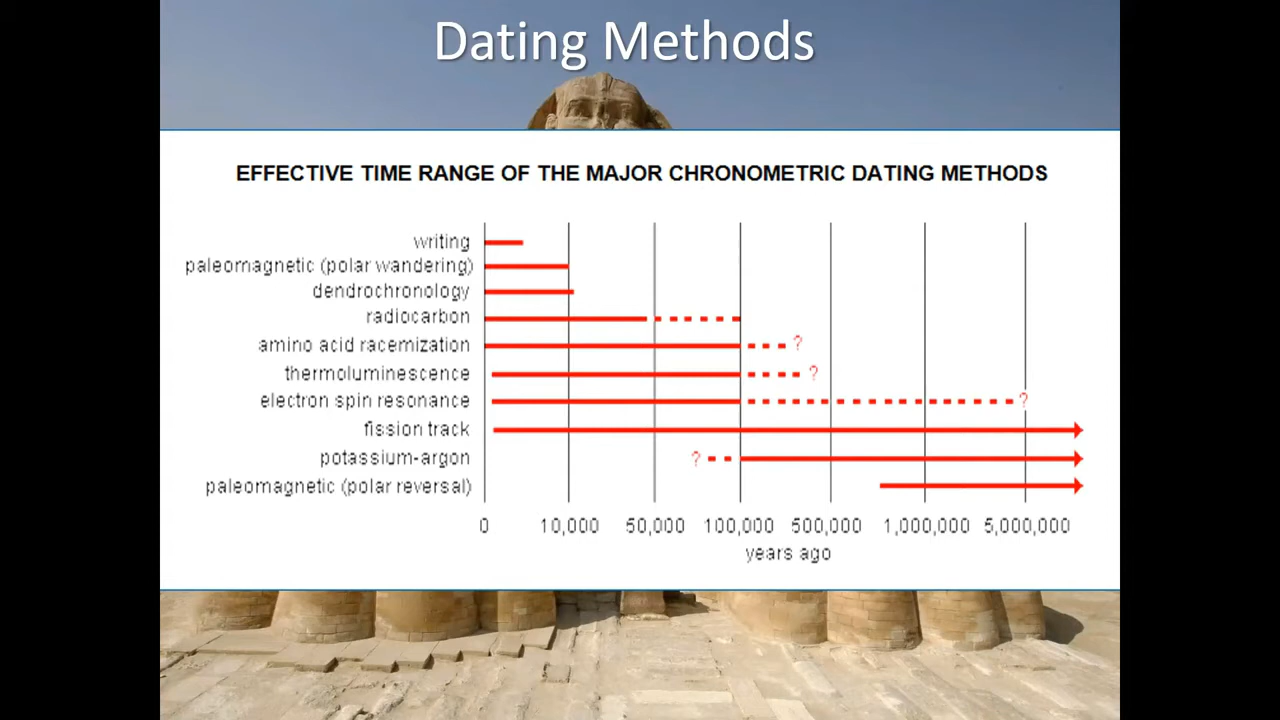 Dating Methods
EFFECTIVE TIME RANGE OF THE MAJOR CHRONOMETRIC DATING METHODS
writing
paleomagnetic (polar wandering)
dendrochronology
radiocarbon
amino acid racemization ?
thermoluminescence ?
electron spin resonance ?
fission track
potassium-argon ?
paleomagnetic (polar reversal)
0 10,000 50,000 100,000 500,000 1,000,000 5,000,000
years ago